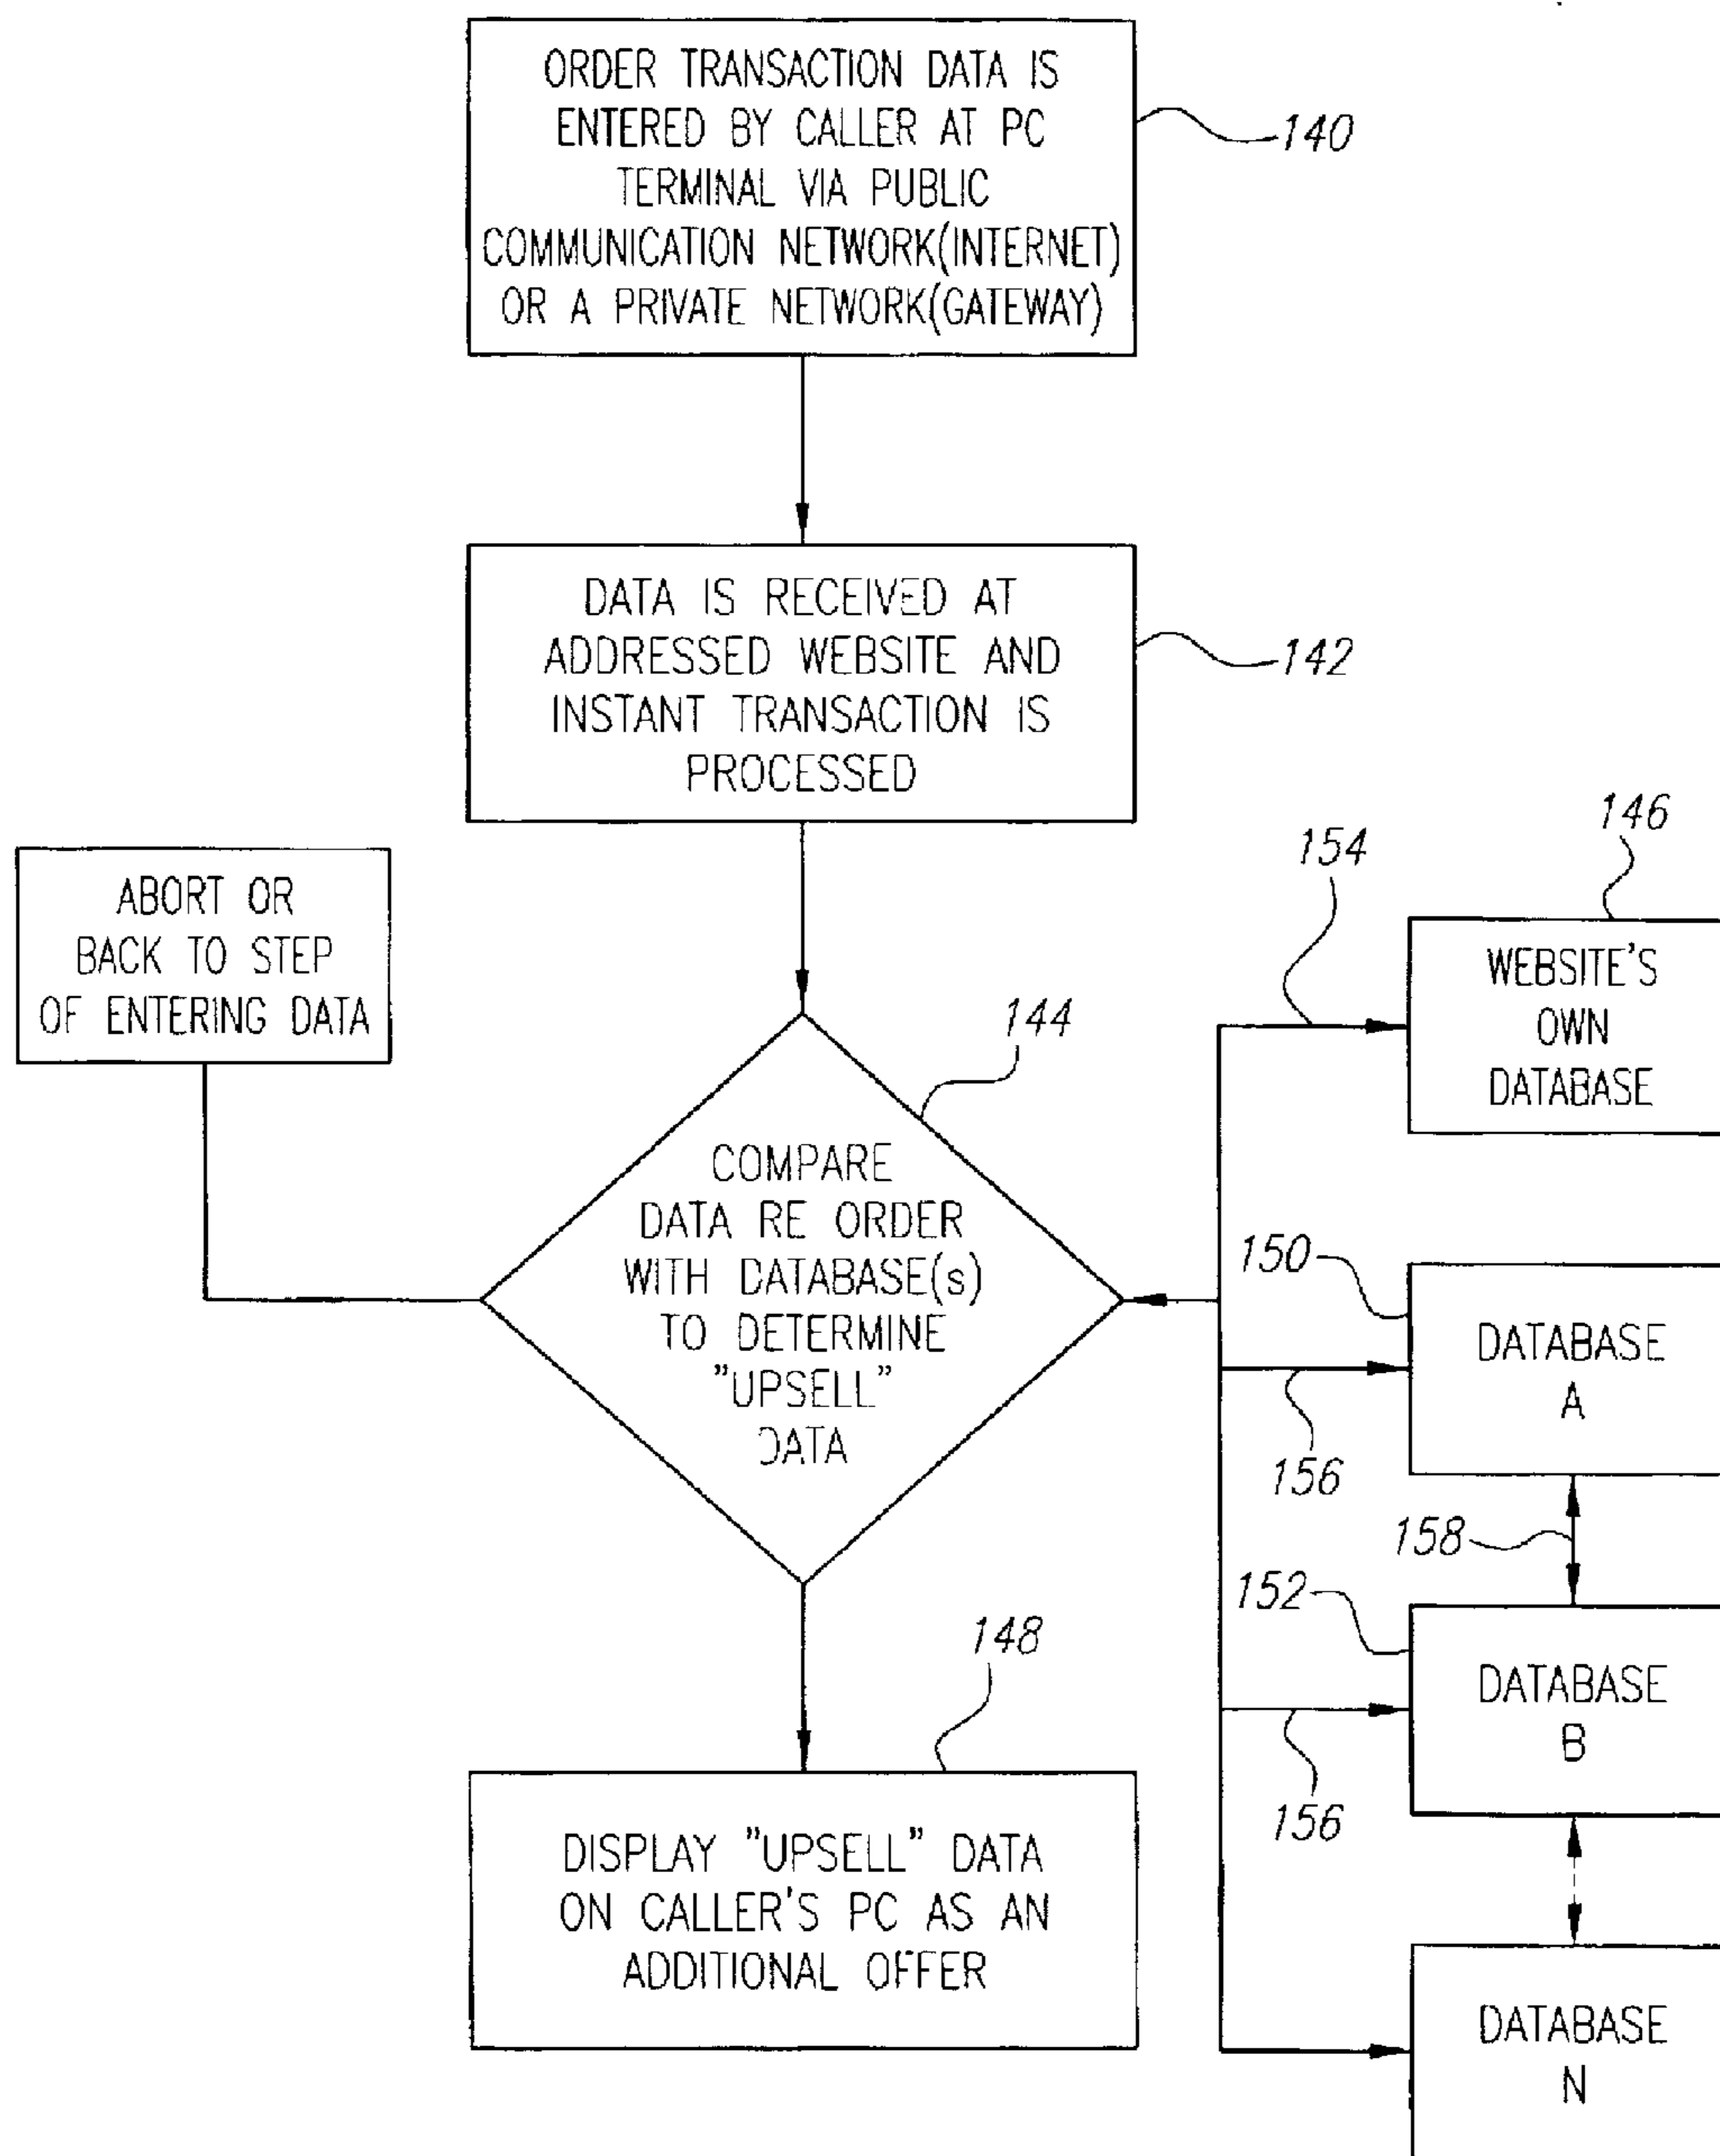 ORDER TRANSACTION DATA IS
ENTERED BY CALLER AT PC
TERMINAL VIA PUBLIC
COMMUNICATION NETWORK(INTERNET)
OR A PRIVATE NETWORK(GATEWAY)
140
DATA IS RECEIVED AT
ADDRESSED WEBSITE AND
INSTANT TRANSACTION IS
PROCESSED
142
ABORT OR
BACK TO STEP
OF ENTERING DATA
144
COMPARE
DATA RE ORDER
WITH DATABASE(s)
TO DETERMINE
"UPSELL"
DATA
154
146
WEBSITE'S
OWN
DATABASE
150
DATABASE
A
156
158
152
DATABASE
B
156
148
DISPLAY "UPSELL" DATA
ON CALLER'S PC AS AN
ADDITIONAL OFFER
DATABASE
N